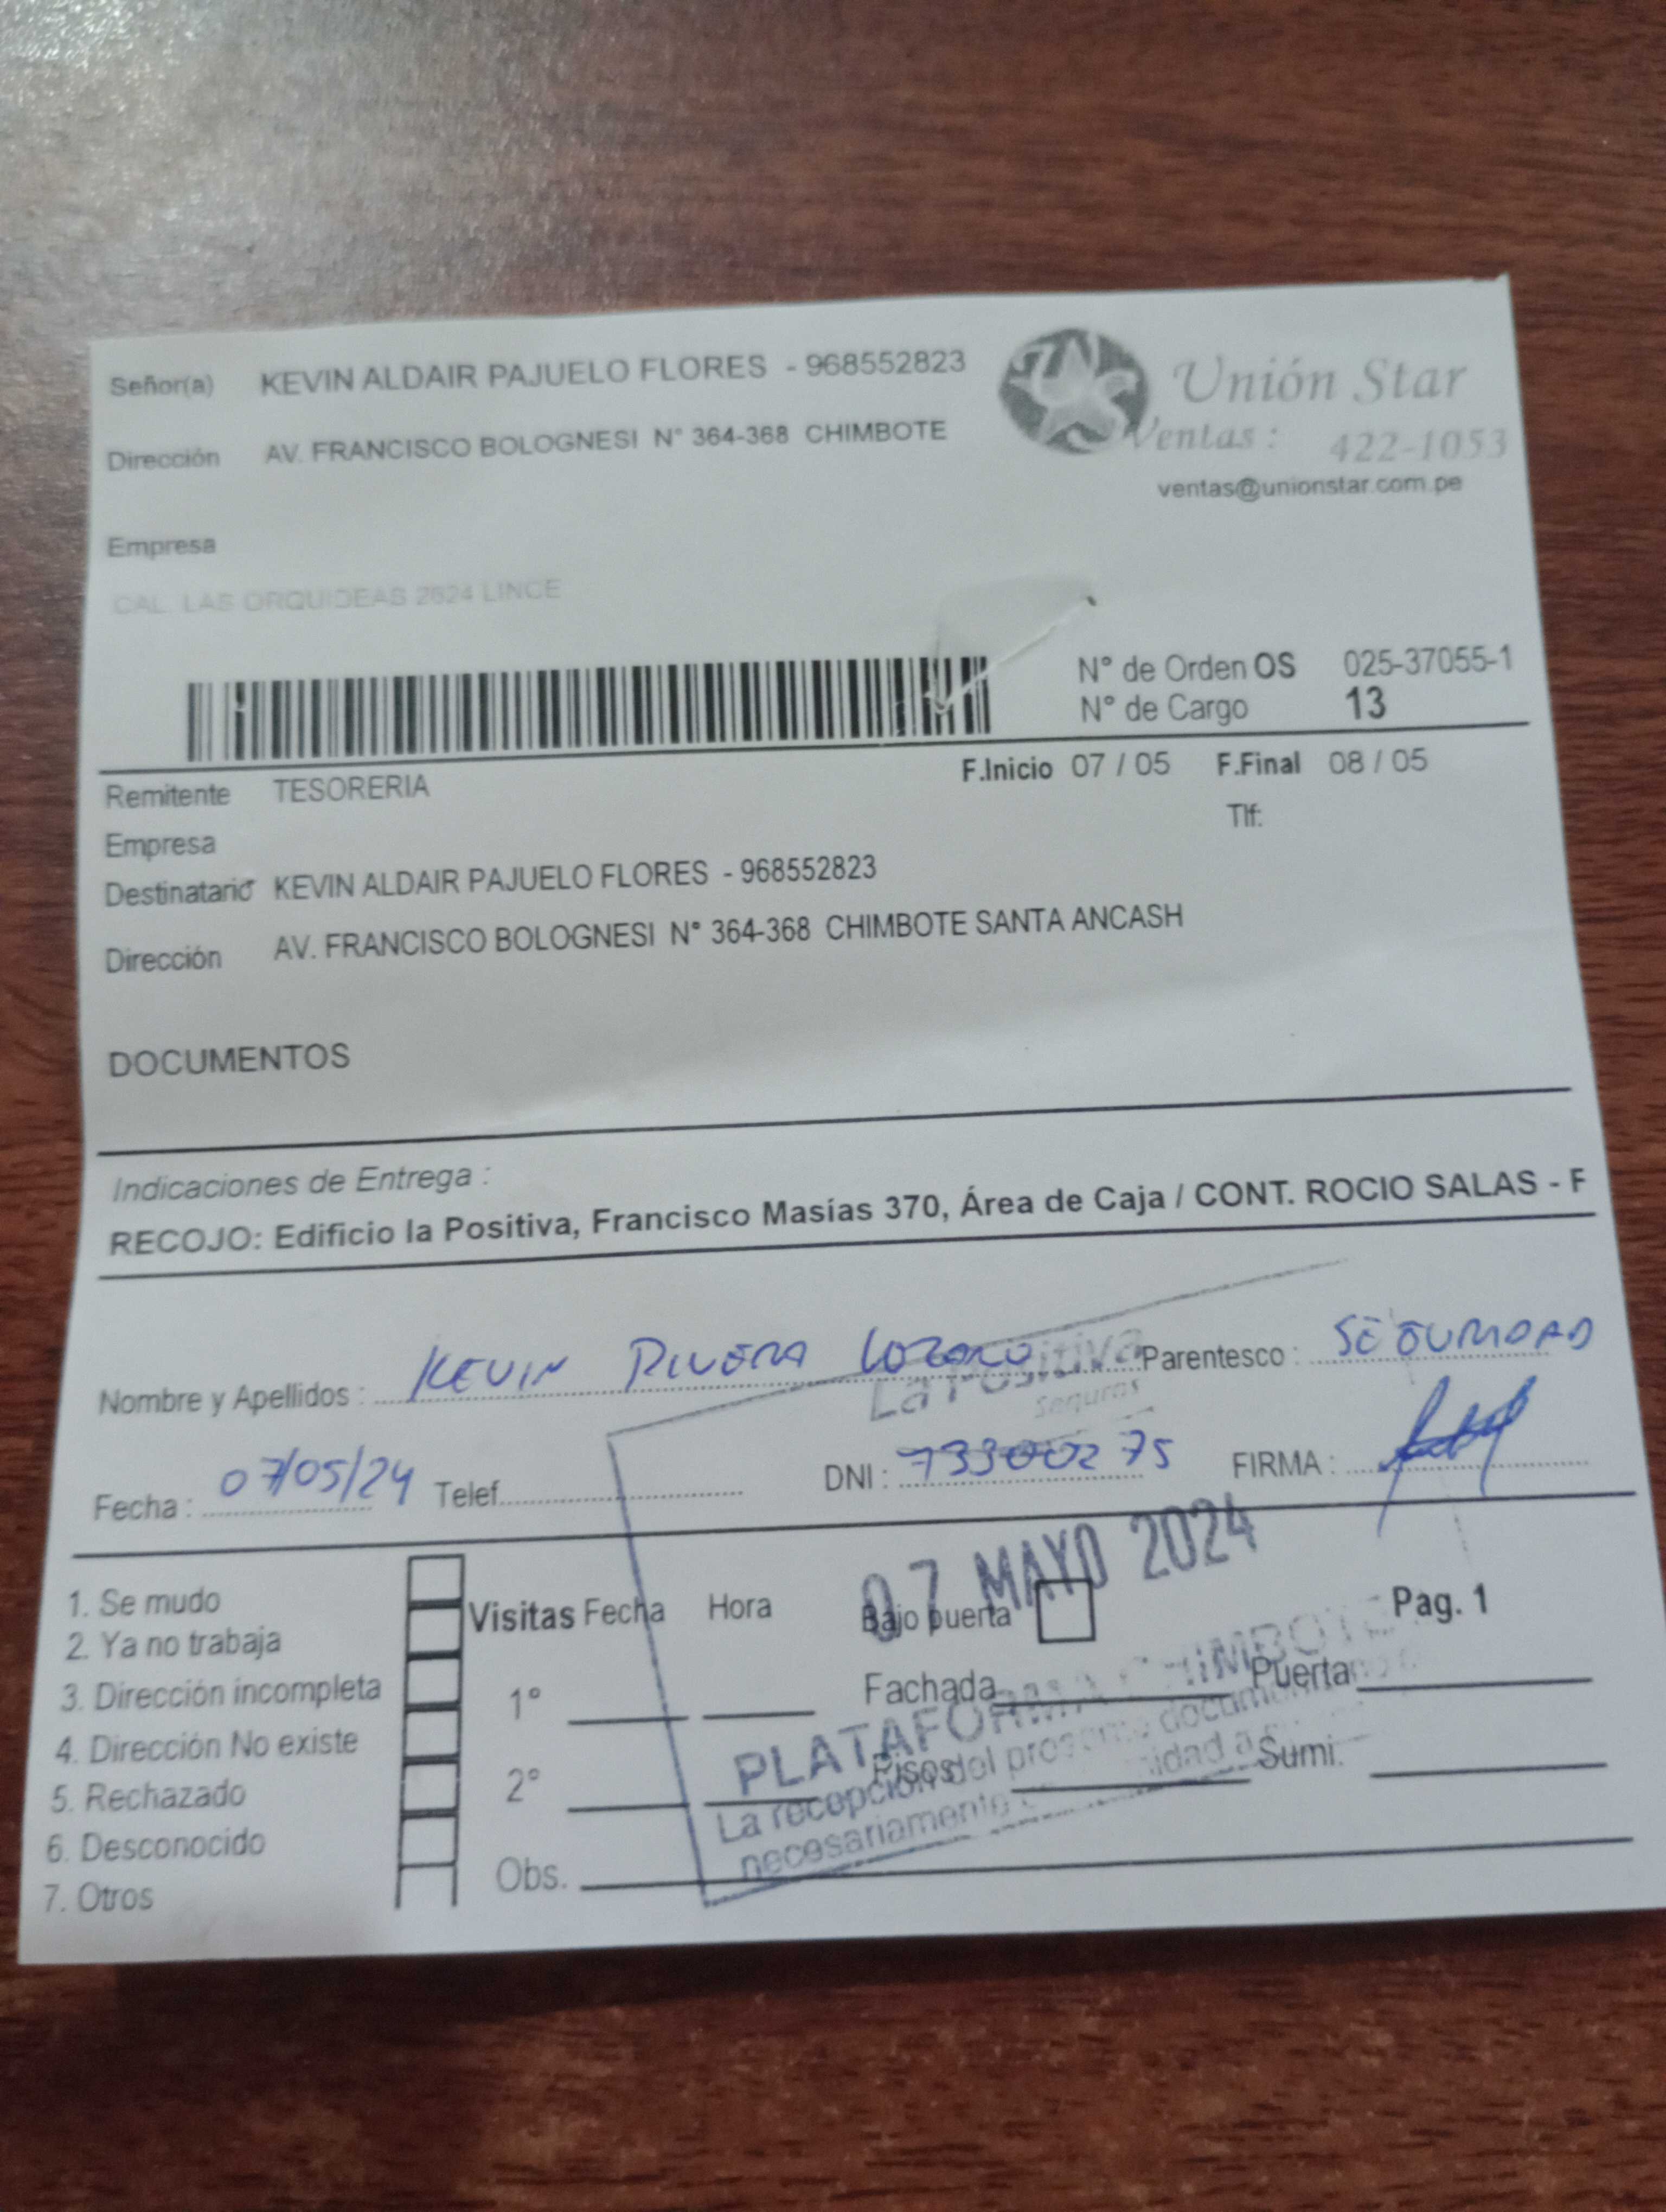 Señor(a) KEVIN ALDAIR PAJUELO FLORES - 968552823
Unión Star
Dirección AV. FRANCISCO BOLOGNESI N° 364-368 CHIMBOTE
Ventas : 422-1053
ventas@unionstar.com.pe
Empresa
CAL. LAS ORQUIDEAS 2624 LINCE
N° de Orden OS 025-37055-1
N° de Cargo 13
Remitente TESORERIA
F.Inicio 07 / 05 F.Final 08 / 05
Empresa
Tlf:
Destinatario KEVIN ALDAIR PAJUELO FLORES - 968552823
Dirección AV. FRANCISCO BOLOGNESI N° 364-368 CHIMBOTE SANTA ANCASH
DOCUMENTOS
Indicaciones de Entrega :
RECOJO: Edificio la Positiva, Francisco Masías 370, Área de Caja / CONT. ROCIO SALAS - F
Nombre y Apellidos : KEVIN RIVERA LOZANO Parentesco : SEGURIDAD
La Positiva
Seguros
Fecha : 07/05/24 Telef. DNI : 73300275 FIRMA :
07 MAYO 2024
1. Se mudo
2. Ya no trabaja
3. Dirección incompleta
4. Dirección No existe
5. Rechazado
6. Desconocido
7. Otros
Visitas Fecha Hora Bajo puerta Pag. 1
1° Fachada Puerta
2° Pisos Sumi.
Obs.
PLATAFORMA CHIMBOTE
La recepción del presente documento
necesariamente